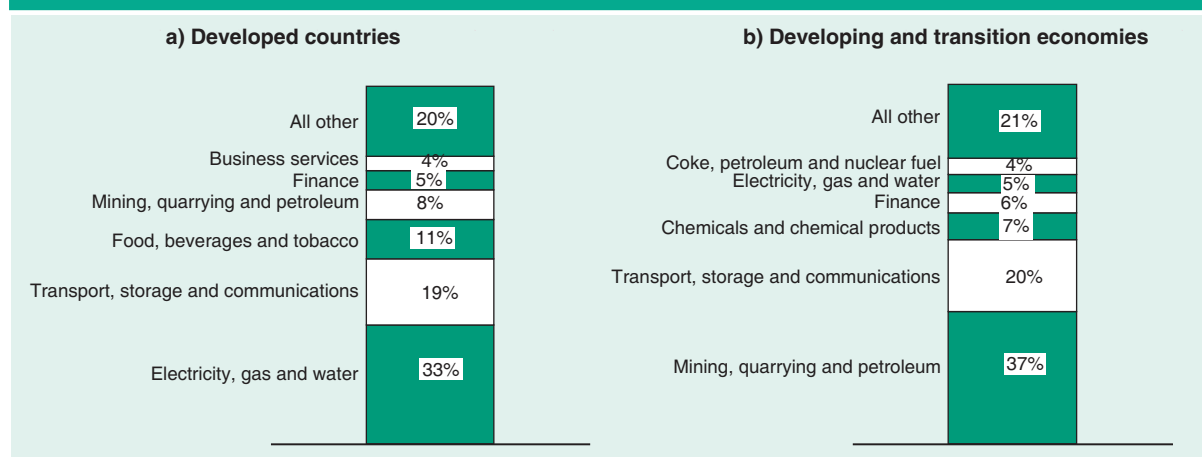 a) Developed countries
All other 20%
Business services 4%
Finance 5%
Mining, quarrying and petroleum 8%
Food, beverages and tobacco 11%
Transport, storage and communications 19%
Electricity, gas and water 33%
b) Developing and transition economies
All other 21%
Coke, petroleum and nuclear fuel 4%
Electricity, gas and water 5%
Finance 6%
Chemicals and chemical products 7%
Transport, storage and communications 20%
Mining, quarrying and petroleum 37%